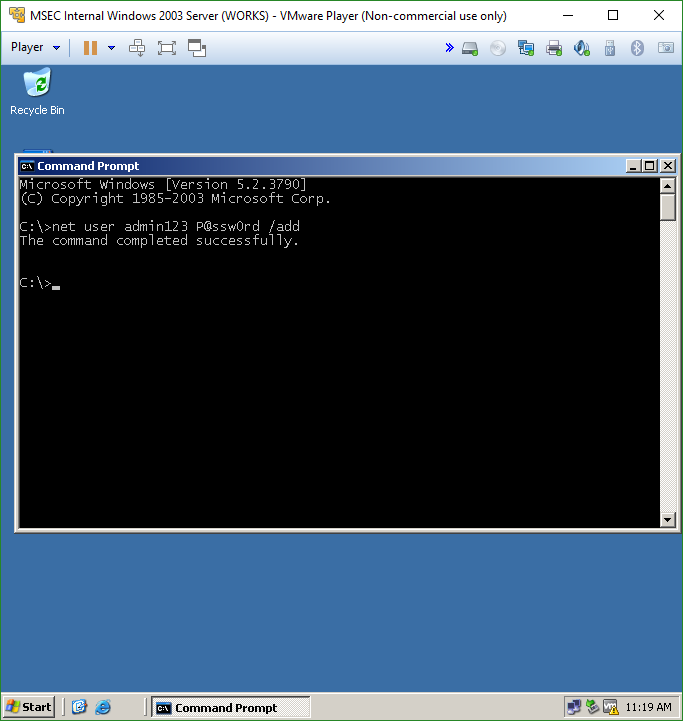 MSEC Internal Windows 2003 Server (WORKS) - VMware Player (Non-commercial use only)
Player
Recycle Bin
Command Prompt
Microsoft Windows [Version 5.2.3790]
(C) Copyright 1985-2003 Microsoft Corp.
C:\>net user admin123 P@ssw0rd /add
The command completed successfully.
C:\>
Start
Command Prompt
11:19 AM